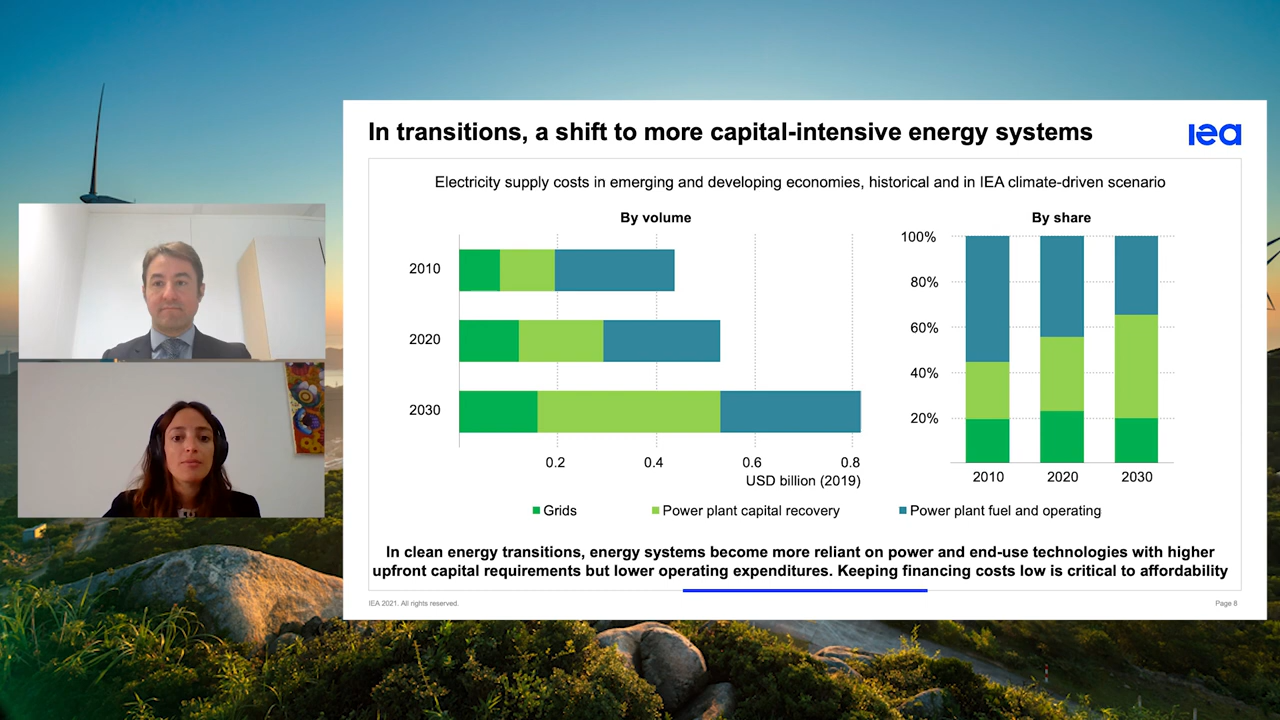 In transitions, a shift to more capital-intensive energy systems
iea
Electricity supply costs in emerging and developing economies, historical and in IEA climate-driven scenario
By volume
2010
2020
2030
0.2 0.4 0.6 0.8
USD billion (2019)
By share
100%
80%
60%
40%
20%
2010 2020 2030
Grids Power plant capital recovery Power plant fuel and operating
In clean energy transitions, energy systems become more reliant on power and end-use technologies with higher
upfront capital requirements but lower operating expenditures. Keeping financing costs low is critical to affordability
IEA 2021. All rights reserved.
Page 8